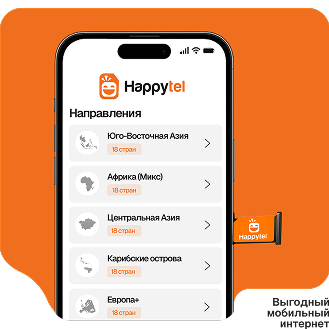 Happytel
Направления
Юго-Восточная Азия
18 стран
Африка (Микс)
18 стран
Центральная Азия
18 стран
Карибские острова
18 стран
Европа+
18 стран
Happytel
Выгодный
мобильный
интернет